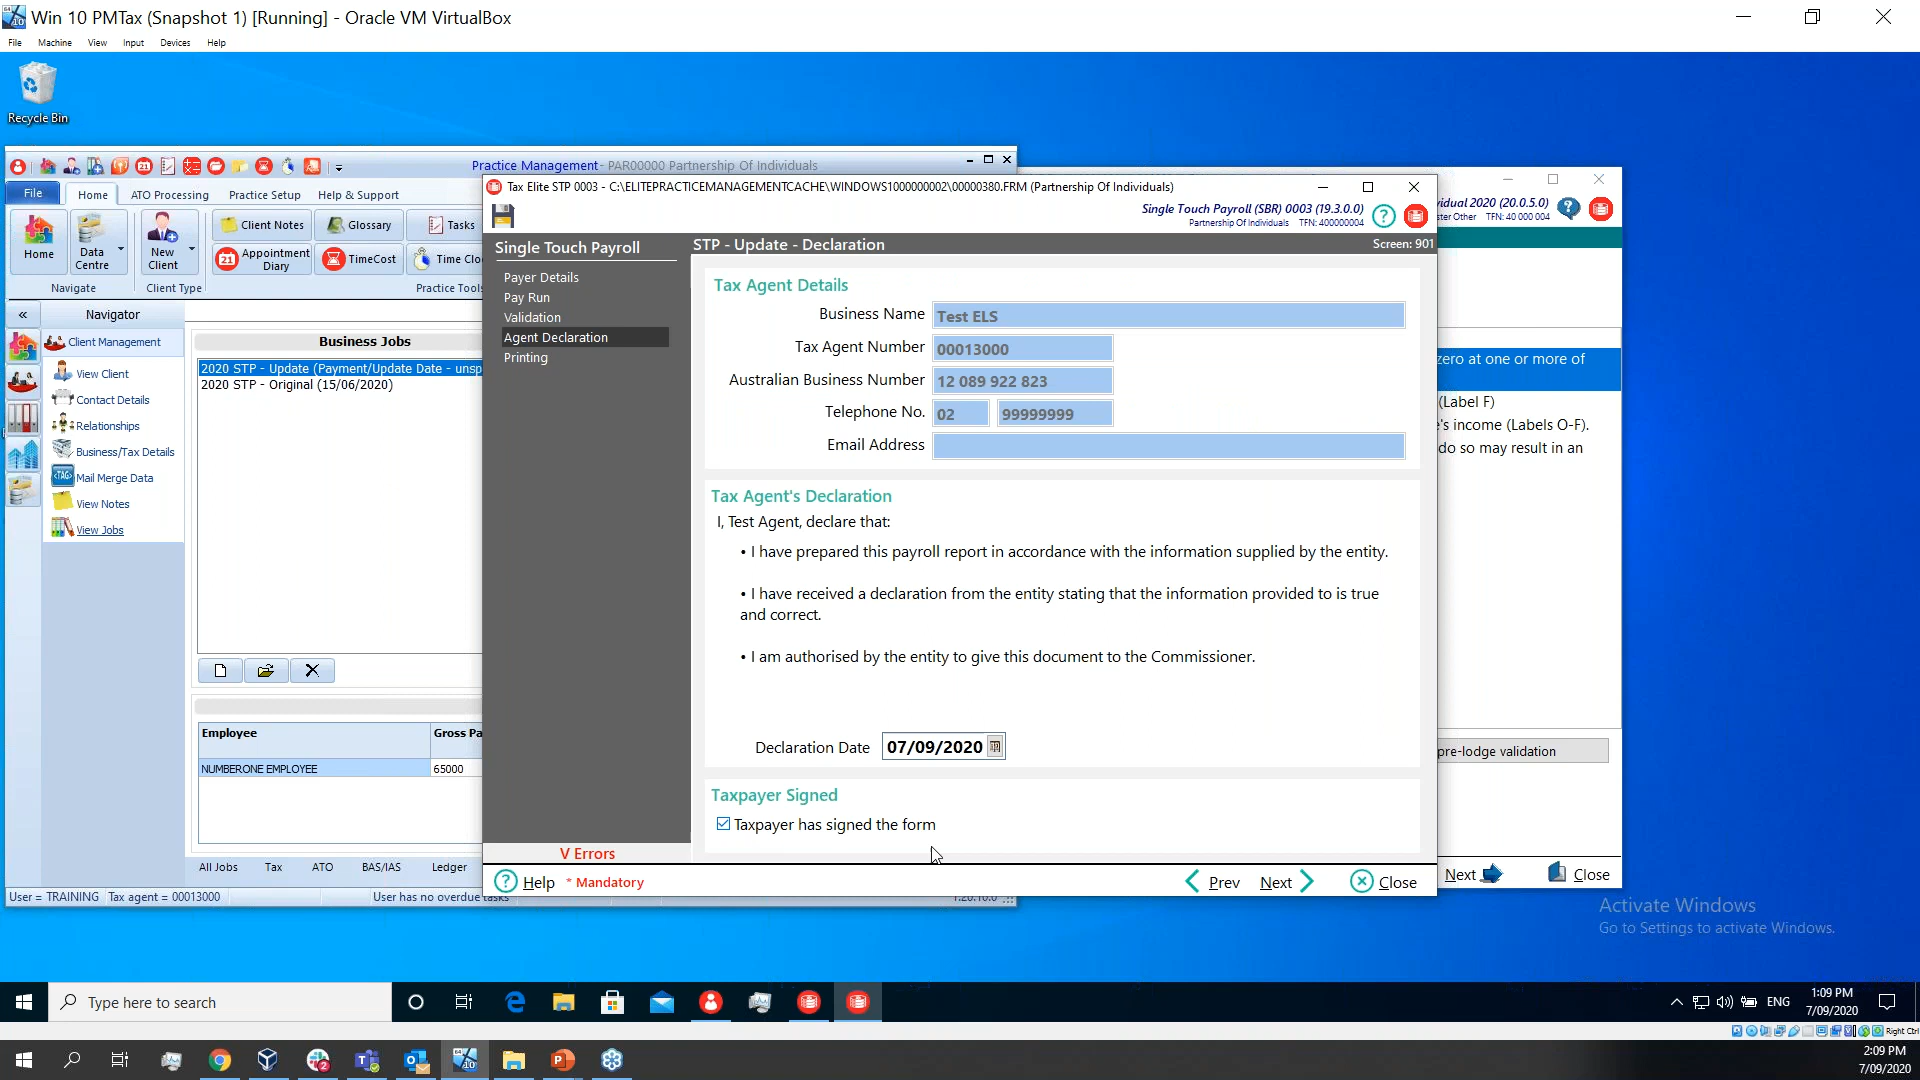 Win 10 PMTax (Snapshot 1) [Running] - Oracle VM VirtualBox
File Machine View Input Devices Help
Recycle Bin
Practice Management - PAR00000 Partnership Of Individuals
File Home ATO Processing Practice Setup Help & Support
Home
Data Centre
New Client
Client Notes Glossary Tasks
Appointment Diary TimeCost Time Clo
Navigate Client Type Practice Tools
Navigator
Client Management
View Client
Contact Details
Relationships
Business/Tax Details
Mail Merge Data
View Notes
View Jobs
Business Jobs
2020 STP - Update (Payment/Update Date - unsp
2020 STP - Original (15/06/2020)
Employee Gross Pa
NUMBERONE EMPLOYEE 65000
All Jobs Tax ATO BAS/IAS Ledger
User = TRAINING Tax agent = 00013000 User has no overdue tasks 1.20.10.0
Tax Elite STP 0003 - C:\ELITEPRACTICEMANAGEMENTCACHE\WINDOWS1000000002\00000380.FRM (Partnership Of Individuals)
Single Touch Payroll (SBR) 0003 (19.3.0.0)
Partnership Of Individuals TFN: 400000004
Single Touch Payroll
Payer Details
Pay Run
Validation
Agent Declaration
Printing
V Errors
STP - Update - Declaration Screen: 901
Tax Agent Details
Business Name Test ELS
Tax Agent Number 00013000
Australian Business Number 12 089 922 823
Telephone No. 02 99999999
Email Address
Tax Agent's Declaration
I, Test Agent, declare that:
• I have prepared this payroll report in accordance with the information supplied by the entity.
• I have received a declaration from the entity stating that the information provided to is true
and correct.
• I am authorised by the entity to give this document to the Commissioner.
Declaration Date 07/09/2020
Taxpayer Signed
Taxpayer has signed the form
Help * Mandatory Prev Next Close
vidual 2020 (20.0.5.0)
ster Other TFN: 40 000 004
zero at one or more of
(Label F)
's income (Labels O-F).
do so may result in an
pre-lodge validation
Next Close
Activate Windows
Go to Settings to activate Windows.
Type here to search
ENG
1:09 PM
7/09/2020
Right Ctrl
2:09 PM
7/09/2020